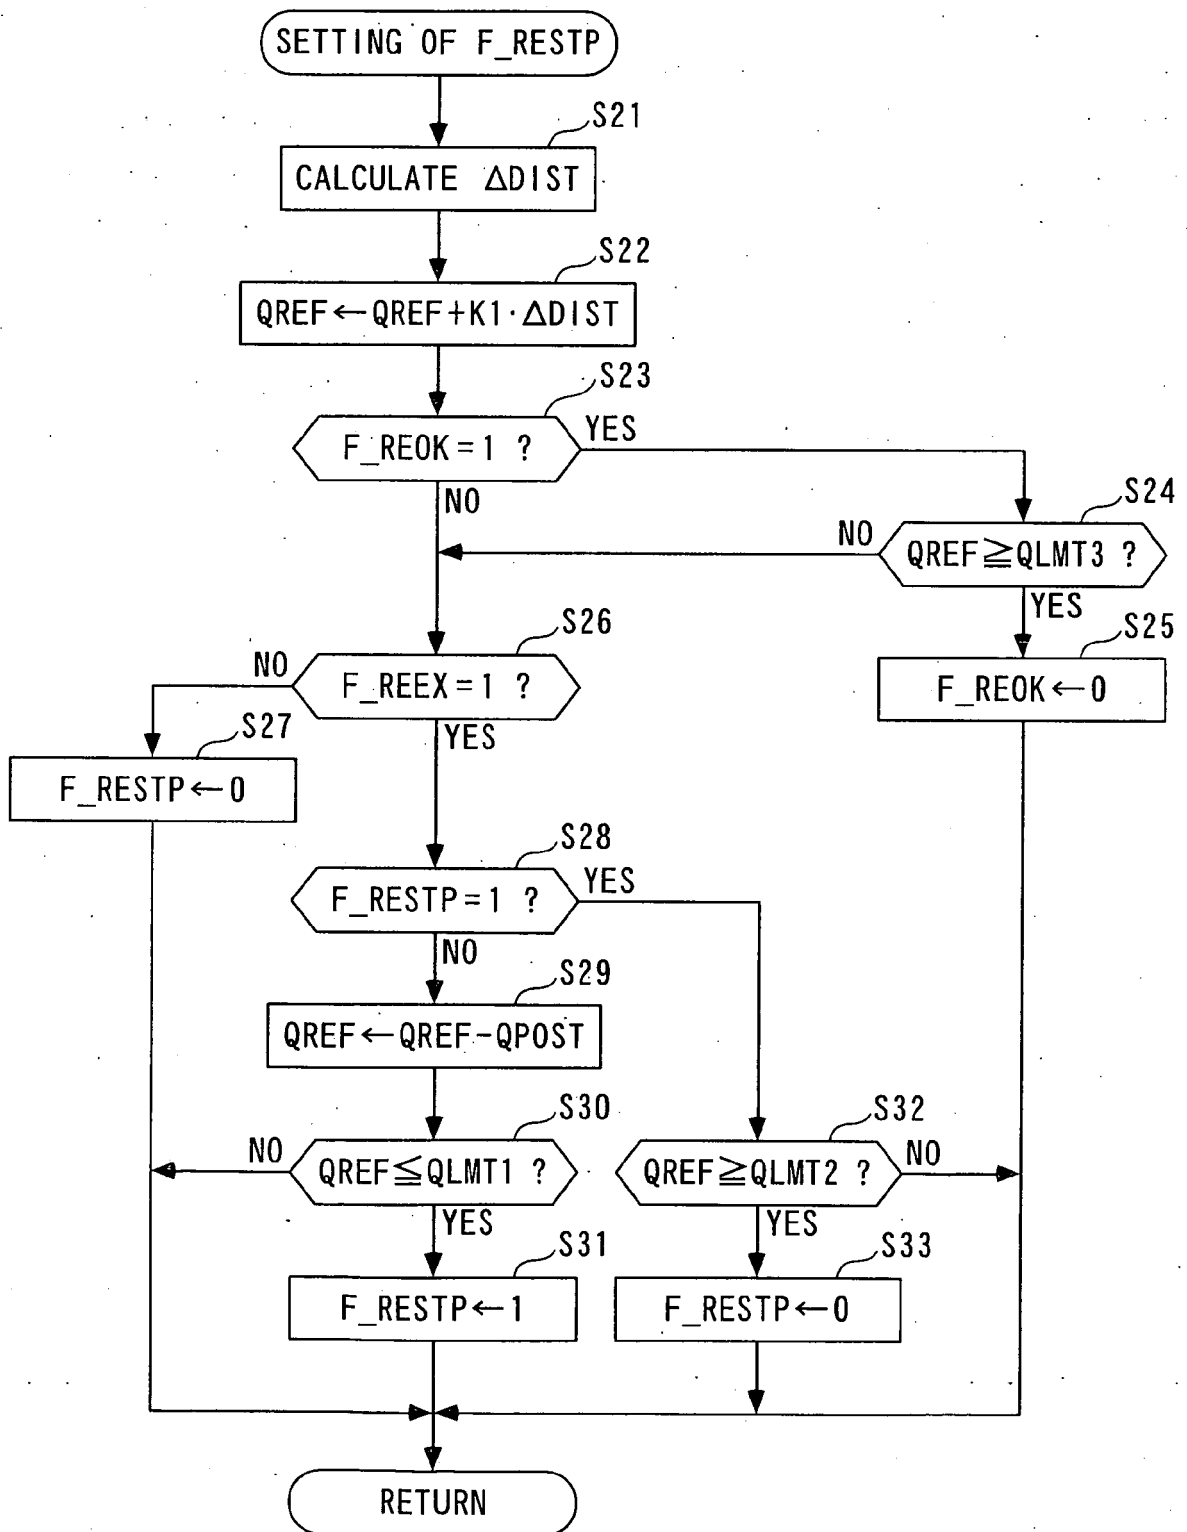 SETTING OF F_RESTP
S21
CALCULATE ΔDIST
S22
QREF←QREF+K1·ΔDIST
S23
F_REOK=1 ?
YES
NO
S24
QREF≧QLMT3 ?
NO
YES
S25
F_REOK←0
S26
F_REEX=1 ?
NO
YES
S27
F_RESTP←0
S28
F_RESTP=1 ?
YES
NO
S29
QREF←QREF-QPOST
S30
QREF≦QLMT1 ?
NO
YES
S32
QREF≧QLMT2 ?
NO
YES
S31
F_RESTP←1
S33
F_RESTP←0
RETURN